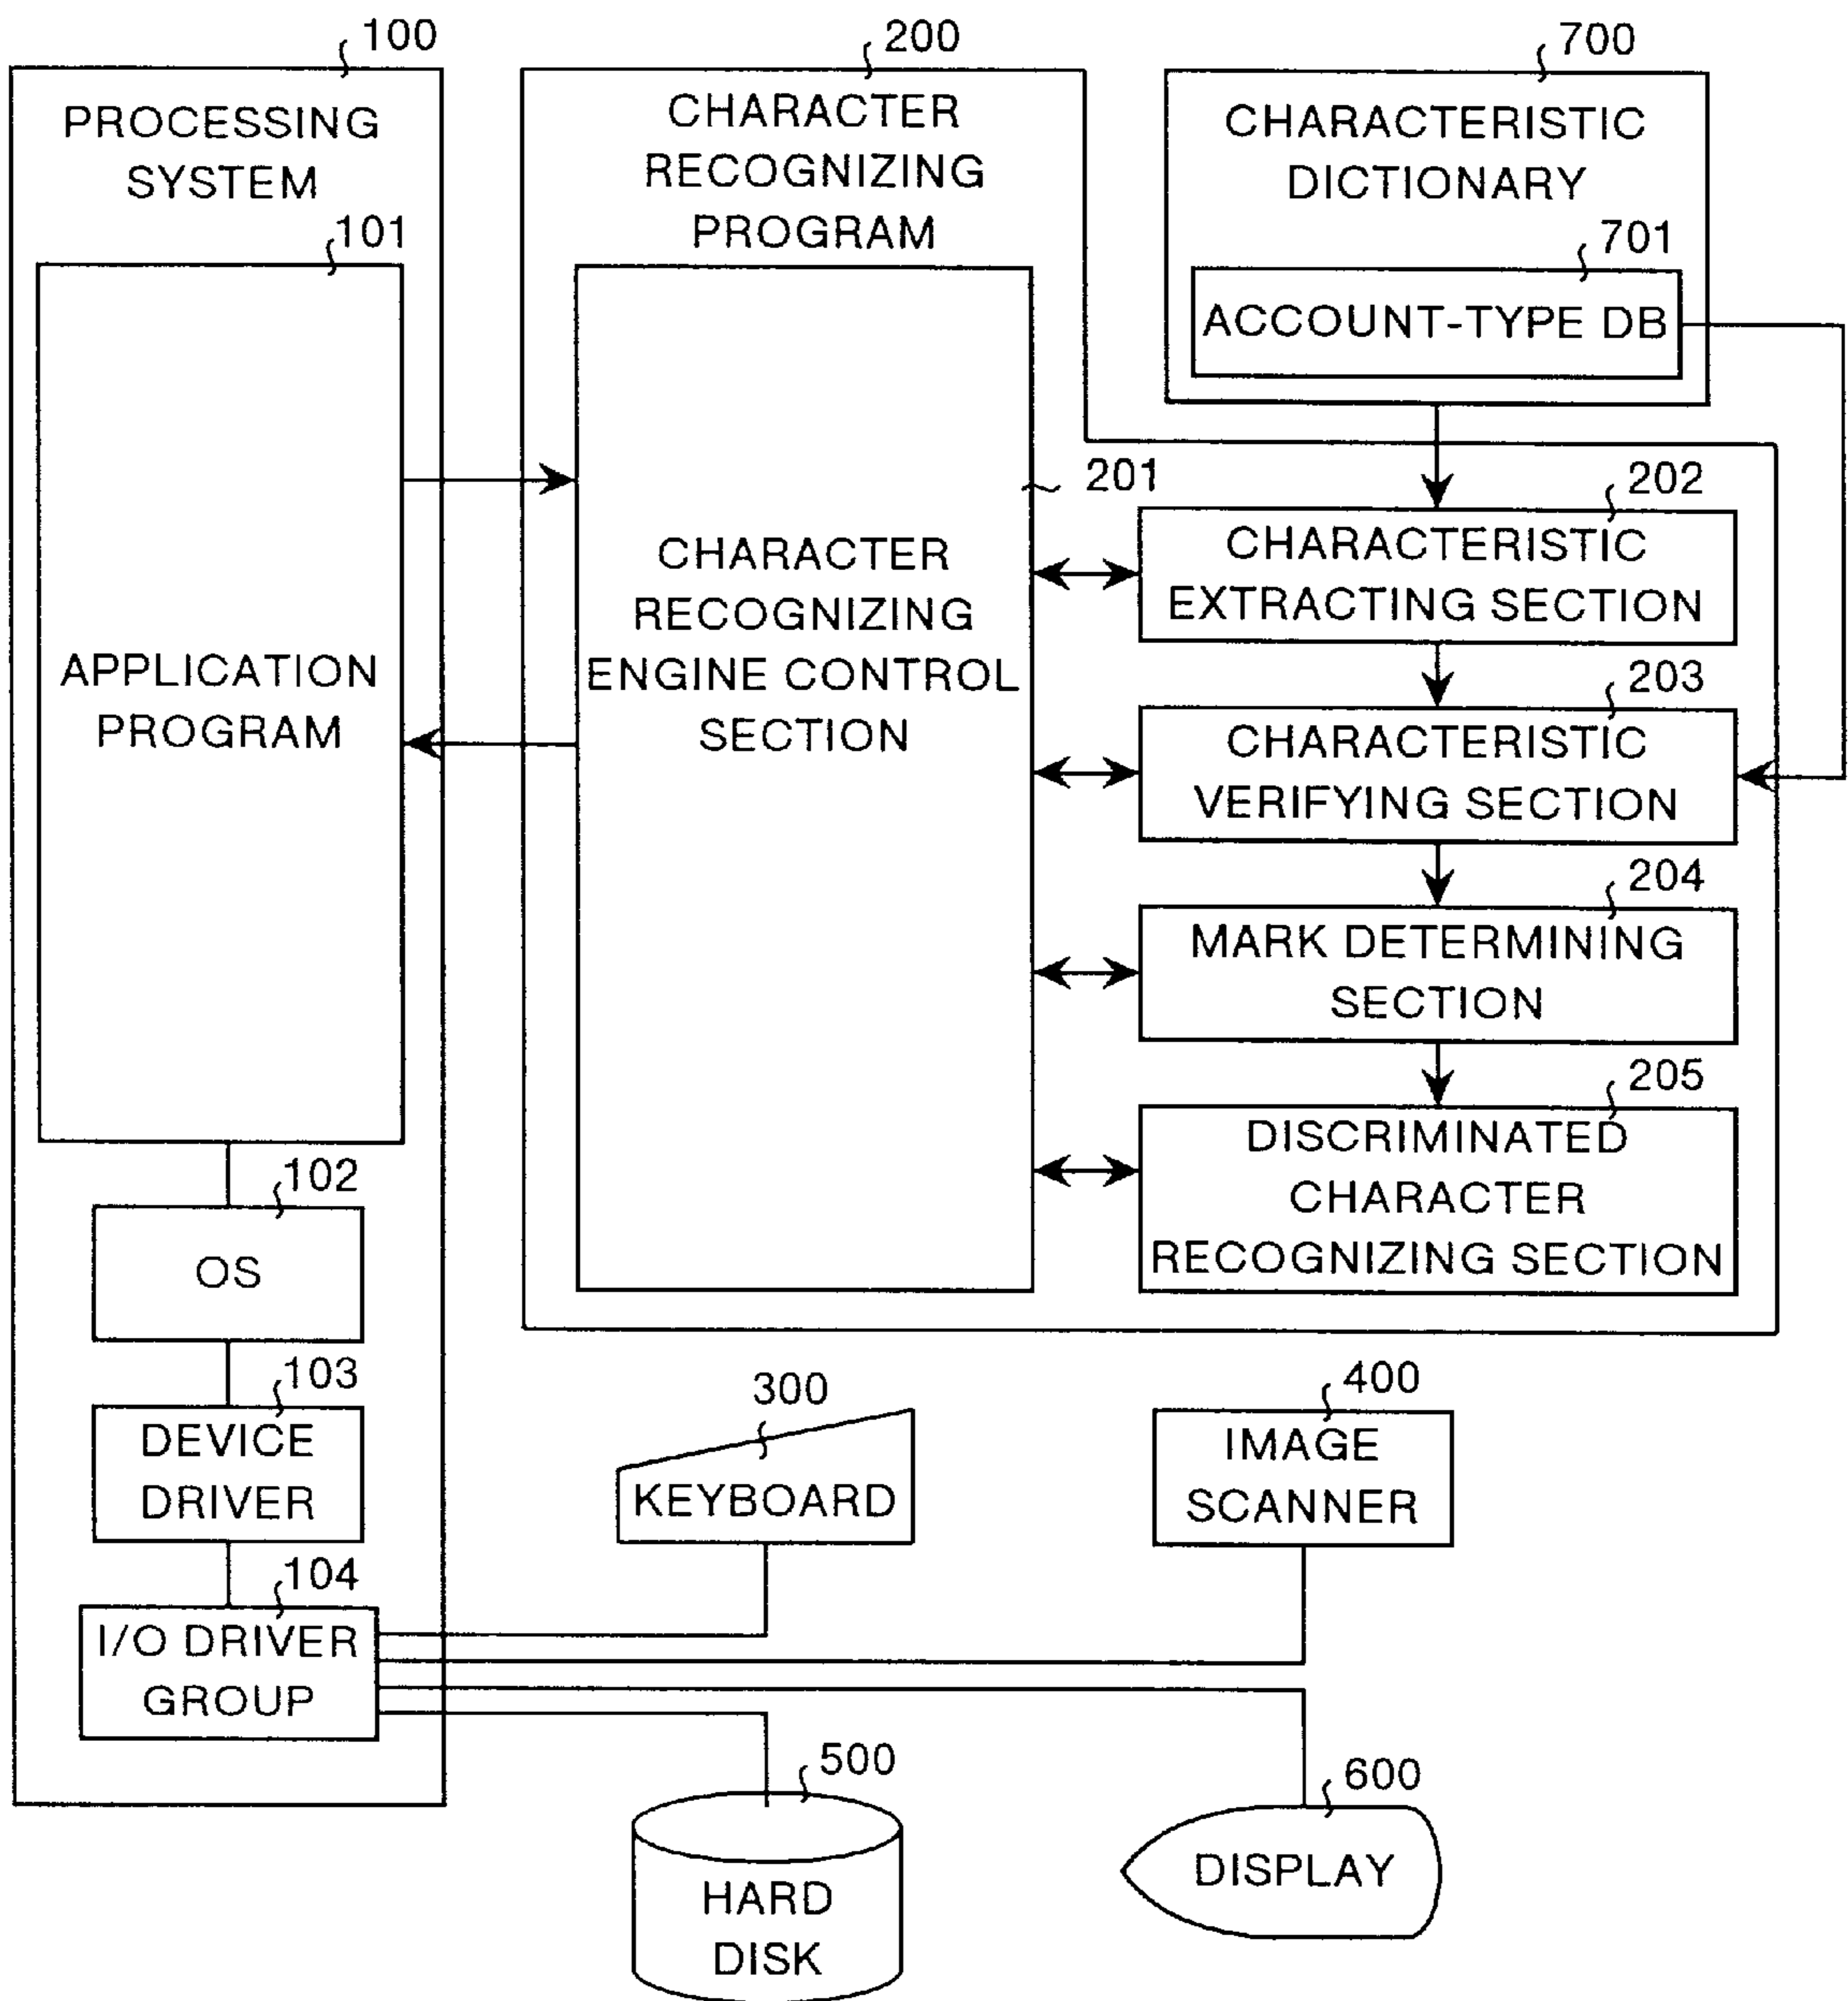 100
PROCESSING
SYSTEM
101
APPLICATION
PROGRAM
102
OS
103
DEVICE
DRIVER
104
I/O DRIVER
GROUP
200
CHARACTER
RECOGNIZING
PROGRAM
201
CHARACTER
RECOGNIZING
ENGINE CONTROL
SECTION
700
CHARACTERISTIC
DICTIONARY
701
ACCOUNT-TYPE DB
202
CHARACTERISTIC
EXTRACTING SECTION
203
CHARACTERISTIC
VERIFYING SECTION
204
MARK DETERMINING
SECTION
205
DISCRIMINATED
CHARACTER
RECOGNIZING SECTION
300
KEYBOARD
400
IMAGE
SCANNER
500
HARD
DISK
600
DISPLAY